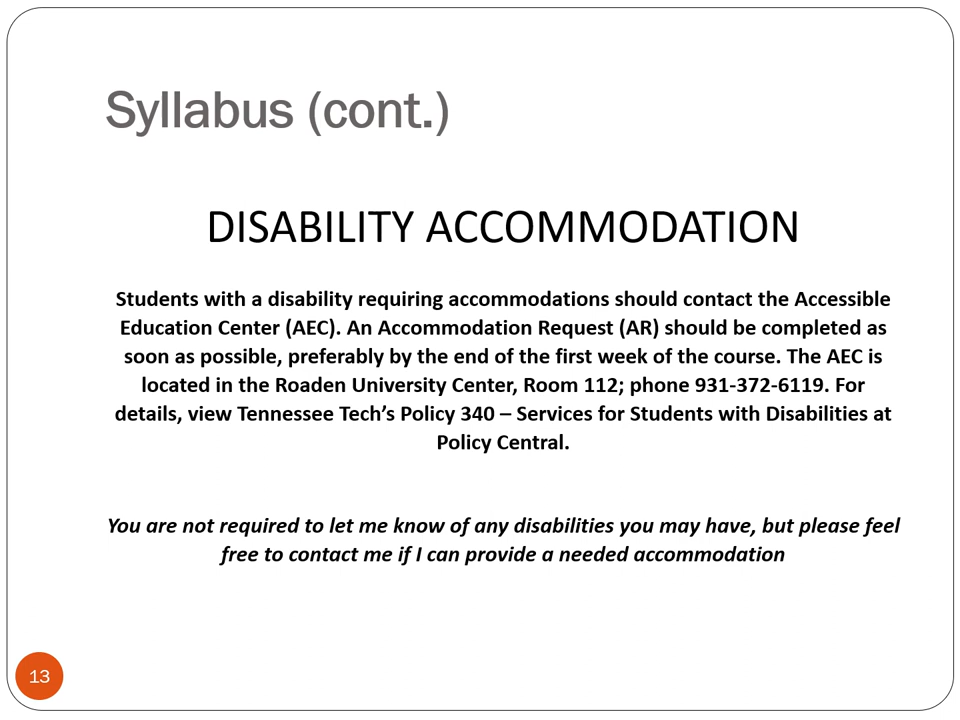 Syllabus (cont.)
DISABILITY ACCOMMODATION
Students with a disability requiring accommodations should contact the Accessible
Education Center (AEC). An Accommodation Request (AR) should be completed as
soon as possible, preferably by the end of the first week of the course. The AEC is
located in the Roaden University Center, Room 112; phone 931-372-6119. For
details, view Tennessee Tech’s Policy 340 – Services for Students with Disabilities at
Policy Central.
You are not required to let me know of any disabilities you may have, but please feel
free to contact me if I can provide a needed accommodation
13